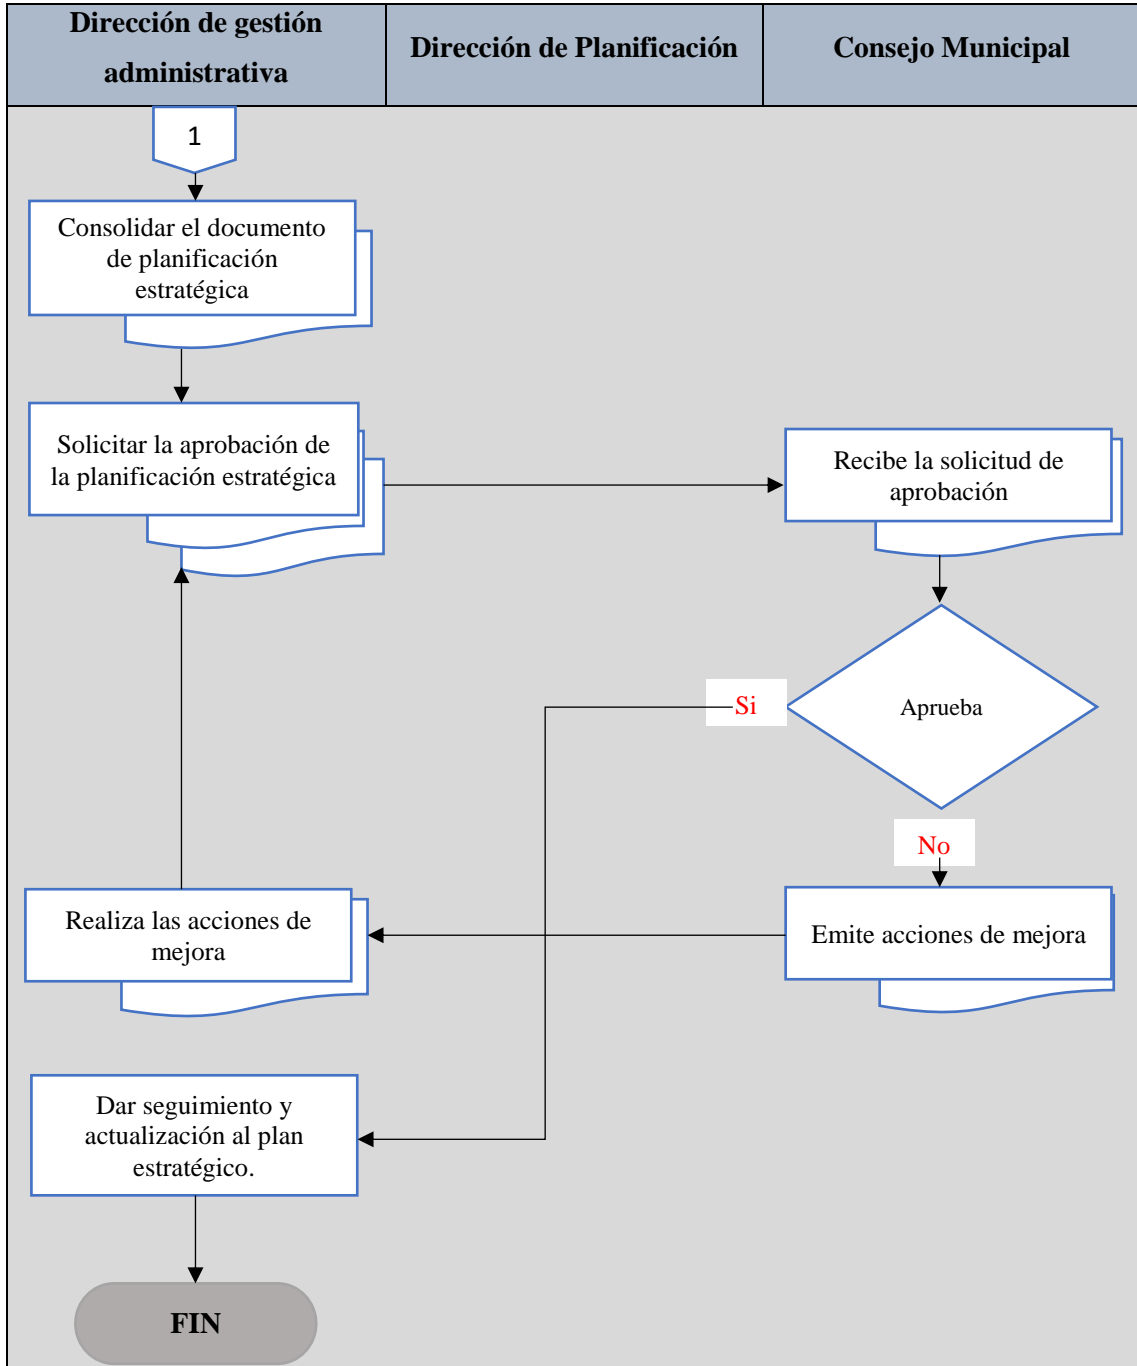 Dirección de gestión
administrativa
Dirección de Planificación
Consejo Municipal
1
Consolidar el documento
de planificación
estratégica
Solicitar la aprobación de
la planificación estratégica
Recibe la solicitud de
aprobación
Aprueba
Si
No
Realiza las acciones de
mejora
Emite acciones de mejora
Dar seguimiento y
actualización al plan
estratégico.
FIN